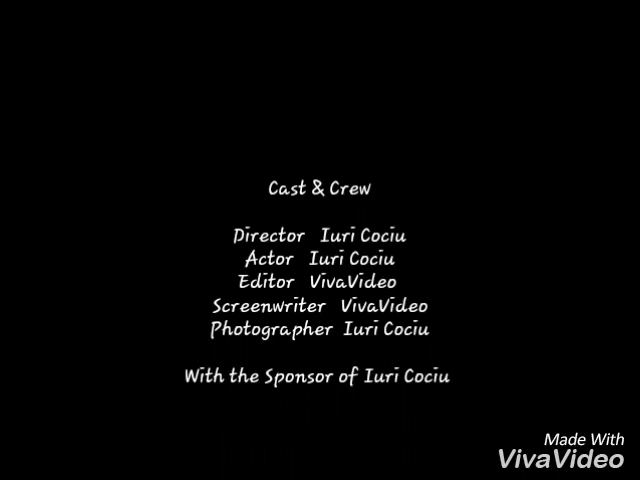 Cast & Crew
Director Iuri Cociu
Actor Iuri Cociu
Editor VivaVideo
Screenwriter VivaVideo
Photographer Iuri Cociu
With the Sponsor of Iuri Cociu
Made With
VivaVideo